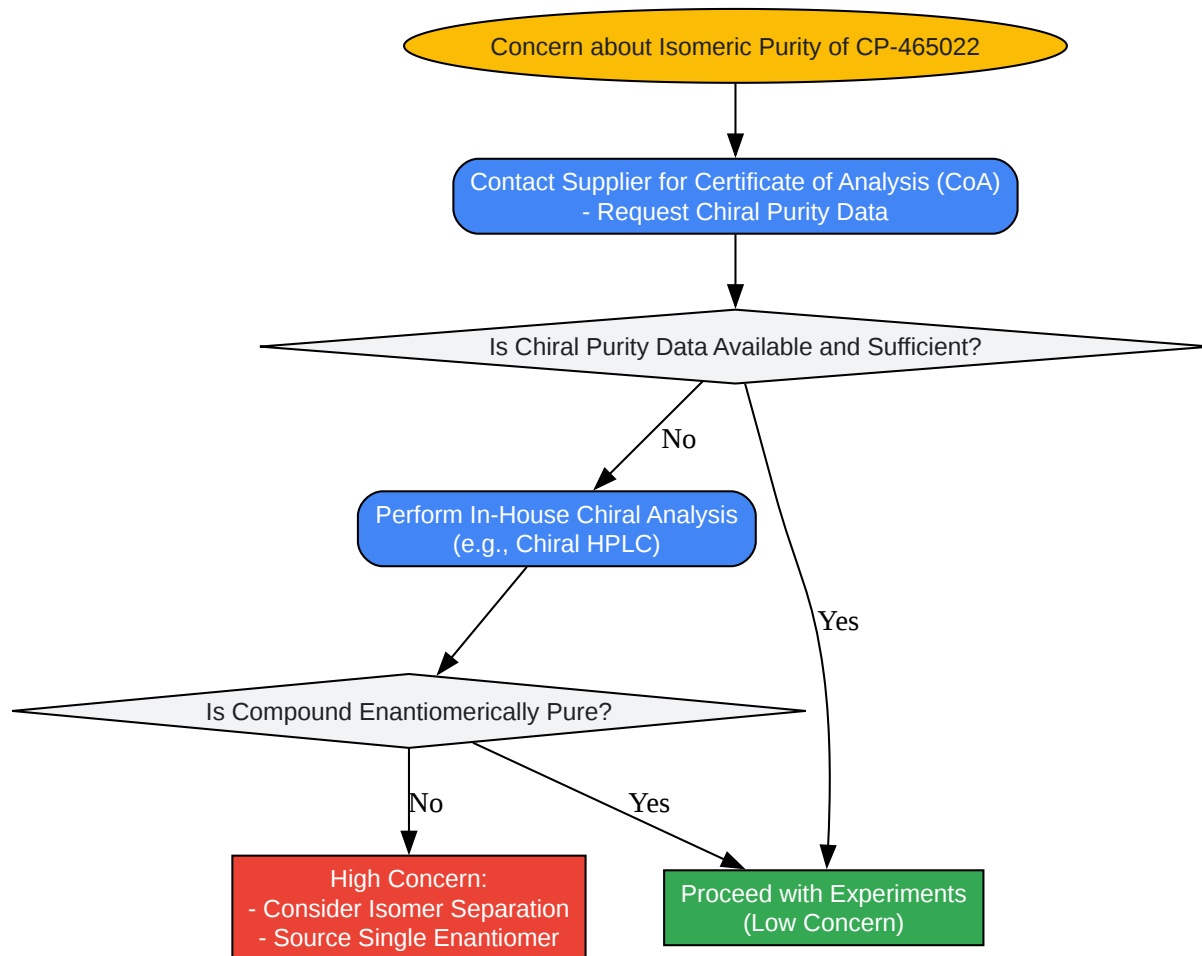 Concern about Isomeric Purity of CP-465022
Contact Supplier for Certificate of Analysis (CoA)
- Request Chiral Purity Data
Is Chiral Purity Data Available and Sufficient?
No
Perform In-House Chiral Analysis
(e.g., Chiral HPLC)
Yes
Is Compound Enantiomerically Pure?
No
Yes
High Concern:
- Consider Isomer Separation
- Source Single Enantiomer
Proceed with Experiments
(Low Concern)